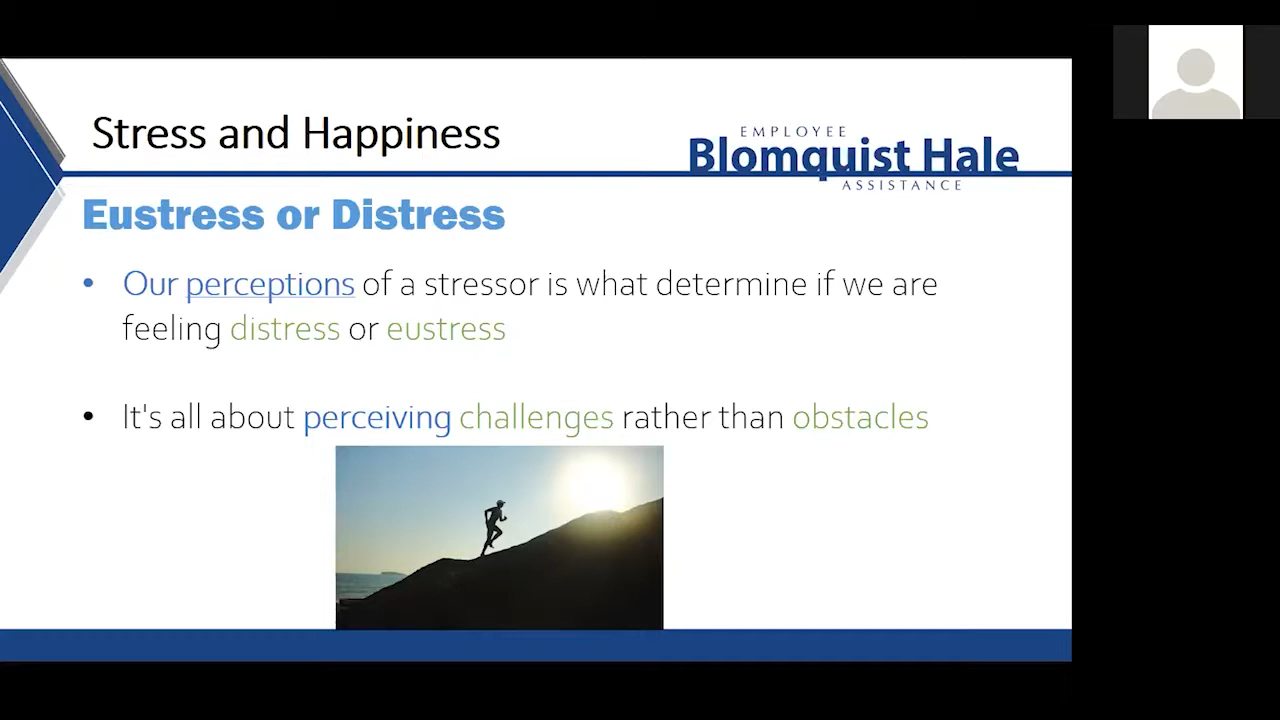 Stress and Happiness
EMPLOYEE
Blomquist Hale
ASSISTANCE
Eustress or Distress
• Our perceptions of a stressor is what determine if we are
feeling distress or eustress
• It's all about perceiving challenges rather than obstacles